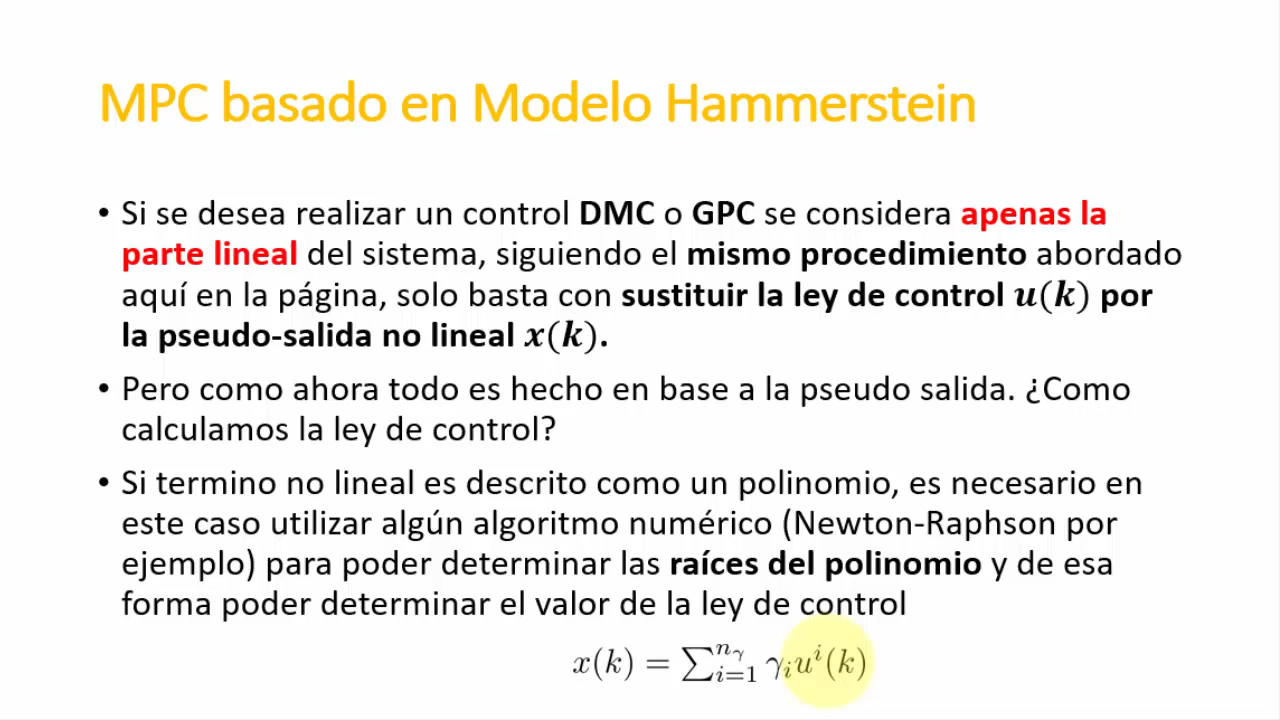 MPC basado en Modelo Hammerstein
• Si se desea realizar un control DMC o GPC se considera apenas la
parte lineal del sistema, siguiendo el mismo procedimiento abordado
aquí en la página, solo basta con sustituir la ley de control u(k) por
la pseudo-salida no lineal x(k).
• Pero como ahora todo es hecho en base a la pseudo salida. ¿Como
calculamos la ley de control?
• Si termino no lineal es descrito como un polinomio, es necesario en
este caso utilizar algún algoritmo numérico (Newton-Raphson por
ejemplo) para poder determinar las raíces del polinomio y de esa
forma poder determinar el valor de la ley de control
x(k) = ∑_{i=1}^{n_γ} γ_i u^i(k)